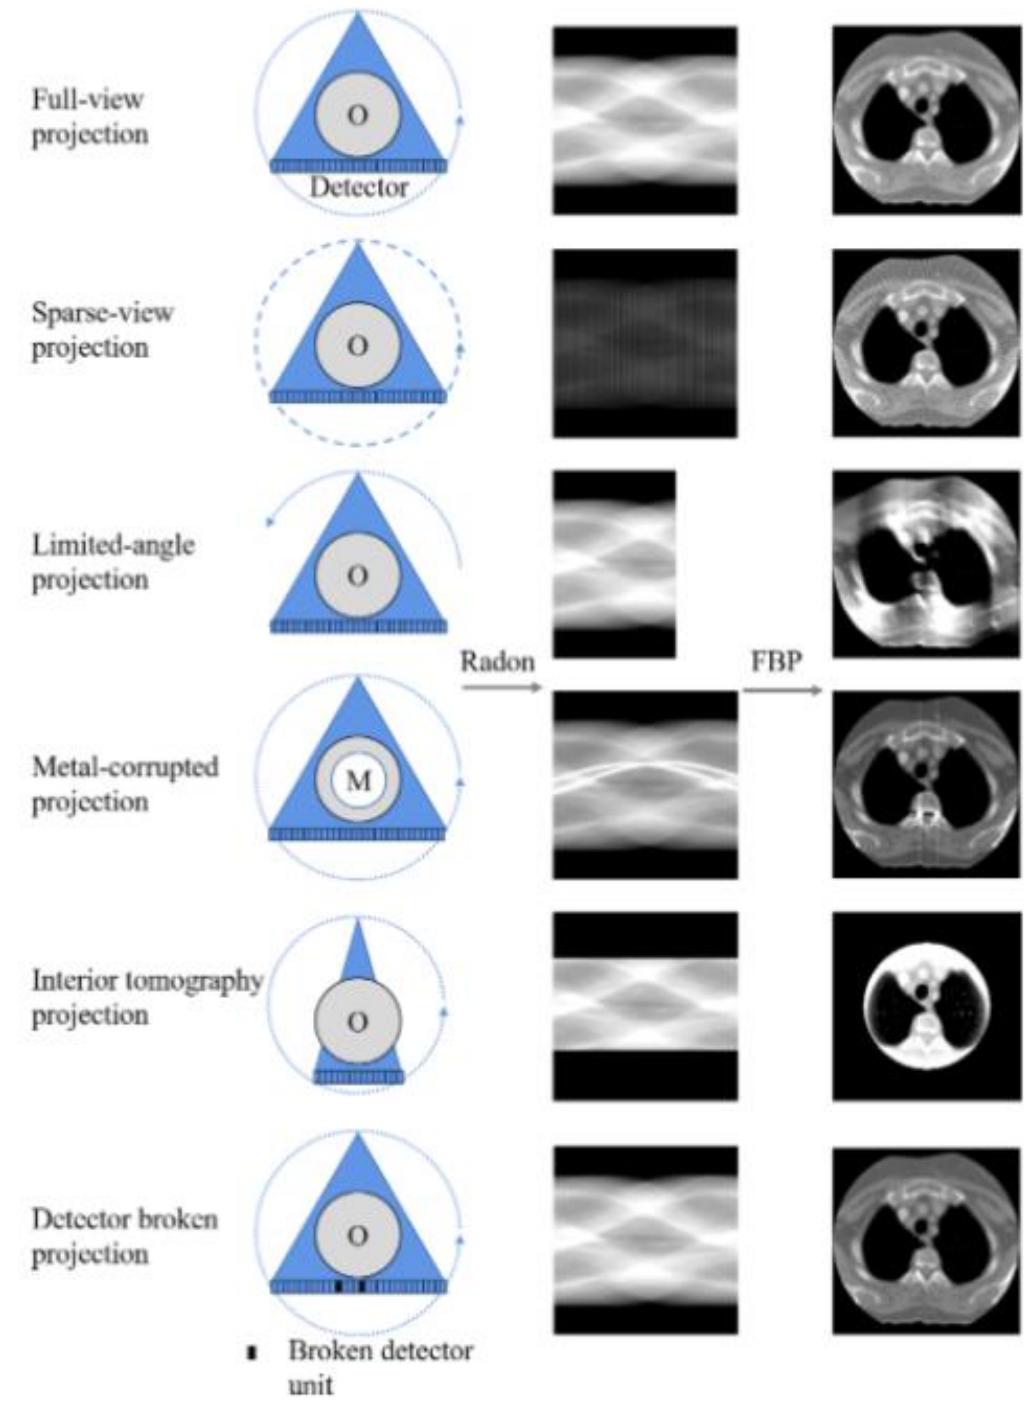 Full-view
projection
O
Detector
Sparse-view
projection
O
Limited-angle
projection
O
Radon
FBP
Metal-corrupted
projection
M
Interior tomography
projection
O
Detector broken
projection
O
Broken detector
unit